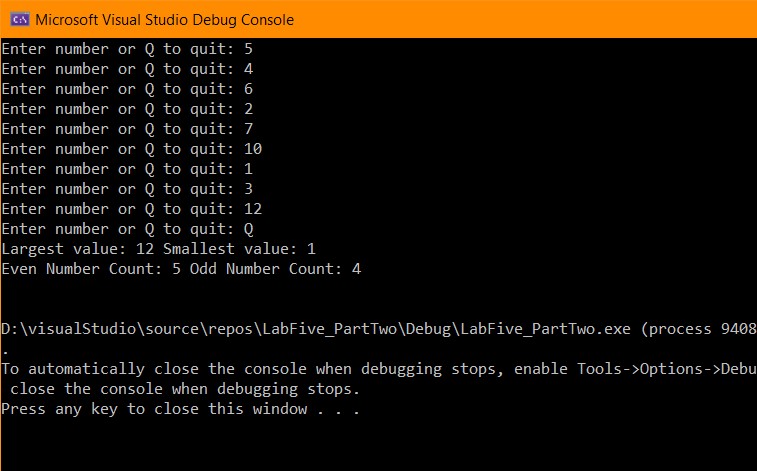 Microsoft Visual Studio Debug Console
Enter number or Q to quit: 5
Enter number or Q to quit: 4
Enter number or Q to quit: 6
Enter number or Q to quit: 2
Enter number or Q to quit: 7
Enter number or Q to quit: 10
Enter number or Q to quit: 1
Enter number or Q to quit: 3
Enter number or Q to quit: 12
Enter number or Q to quit: Q
Largest value: 12 Smallest value: 1
Even Number Count: 5 Odd Number Count: 4
D:\visualStudio\source\repos\LabFive_PartTwo\Debug\LabFive_PartTwo.exe (process 9408
.
To automatically close the console when debugging stops, enable Tools->Options->Debu
close the console when debugging stops.
Press any key to close this window . . .